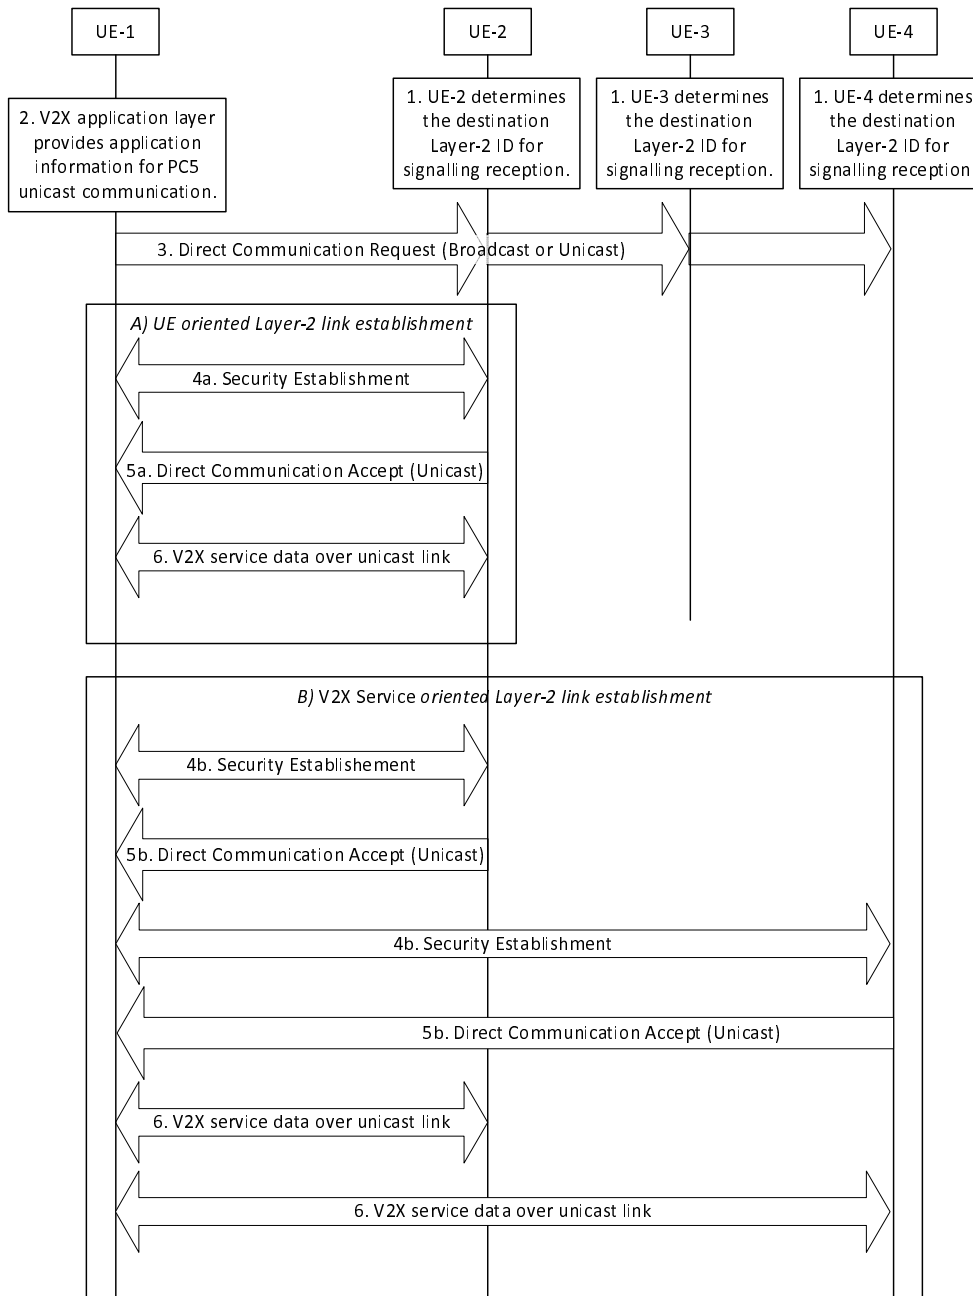 UE-1
UE-2
UE-3
UE-4
1. UE-2 determines
the destination
Layer-2 ID for
signalling reception.
1. UE-3 determines
the destination
Layer-2 ID for
signalling reception.
1. UE-4 determines
the destination
Layer-2 ID for
signalling reception
2. V2X application layer
provides application
information for PC5
unicast communication.
3. Direct Communication Request (Broadcast or Unicast)
A) UE oriented Layer-2 link establishment
4a. Security Establishment
5a. Direct Communication Accept (Unicast)
6. V2X service data over unicast link
B) V2X Service oriented Layer-2 link establishment
4b. Security Establishement
5b. Direct Communication Accept (Unicast)
4b. Security Establishment
5b. Direct Communication Accept (Unicast)
6. V2X service data over unicast link
6. V2X service data over unicast link